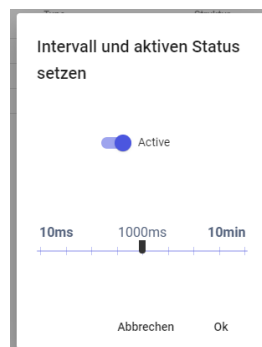 Intervall und aktiven Status
setzen
Active
10ms 1000ms 10min
Abbrechen Ok